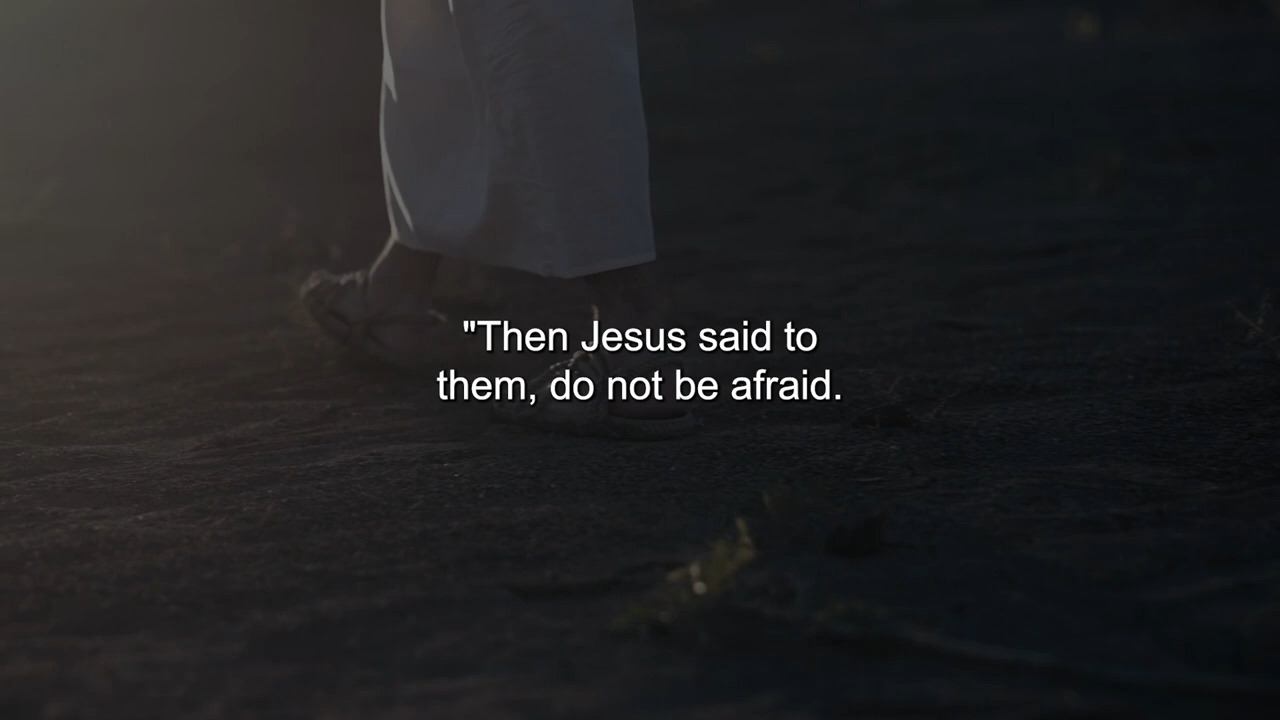 "Then Jesus said to
them, do not be afraid.